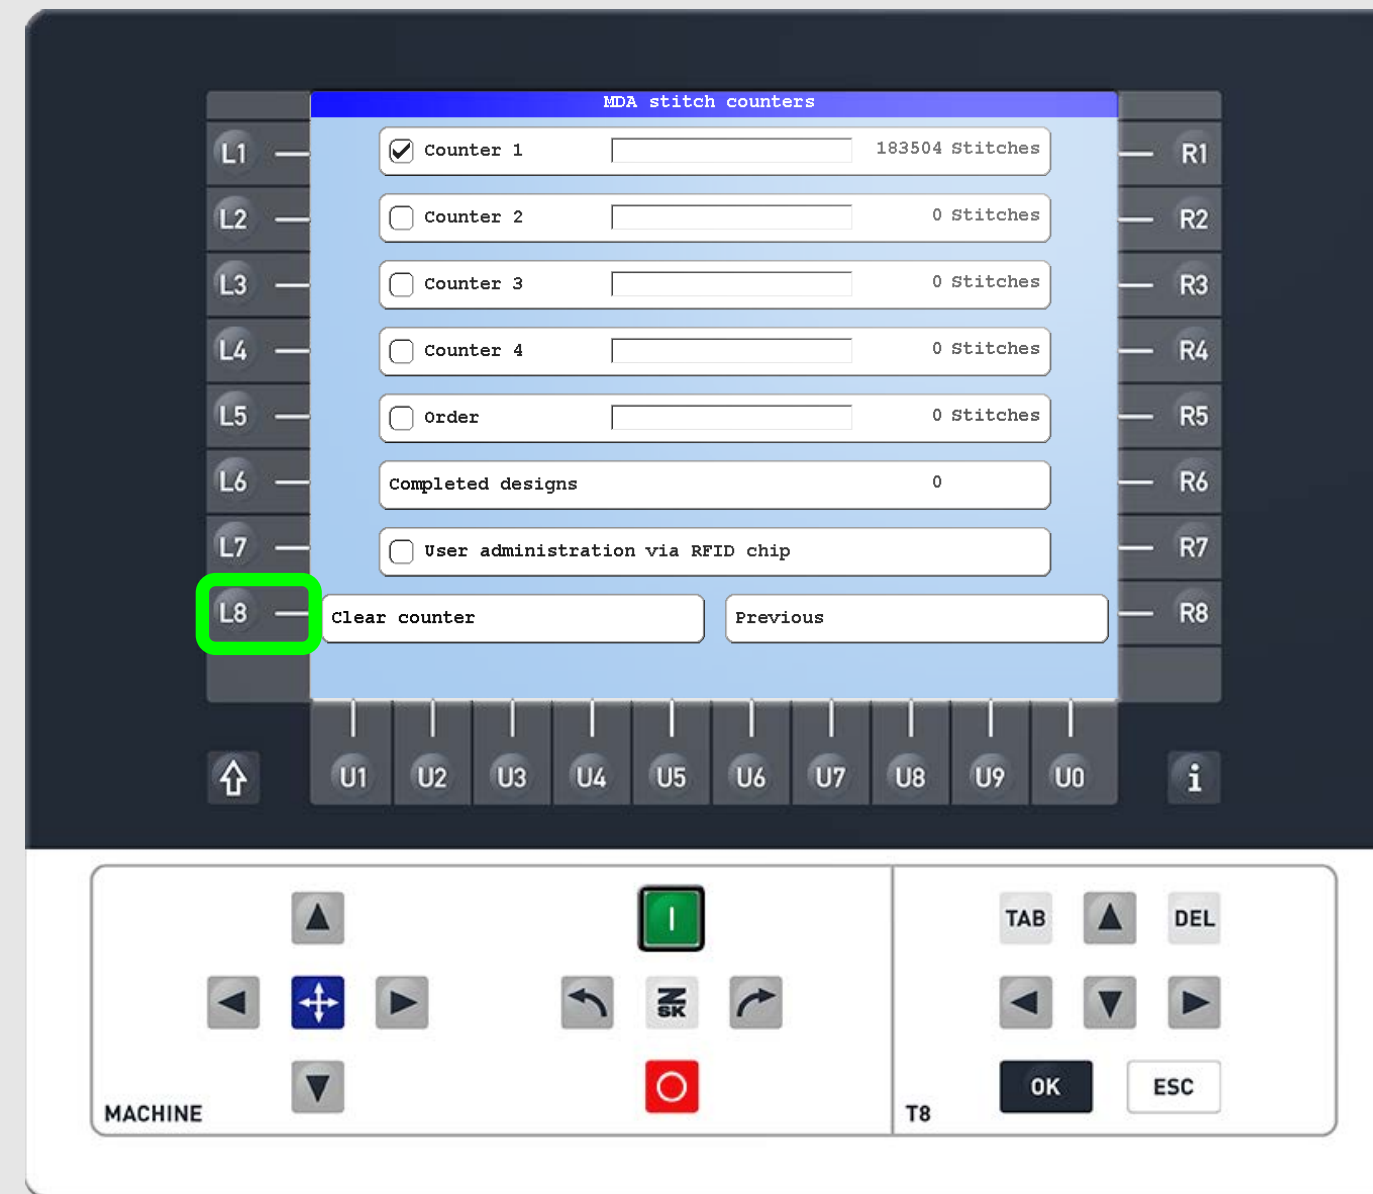 MDA stitch counters
L1 Counter 1 183504 Stitches R1
L2 Counter 2 0 Stitches R2
L3 Counter 3 0 Stitches R3
L4 Counter 4 0 Stitches R4
L5 Order 0 Stitches R5
L6 Completed designs 0 R6
L7 User administration via RFID chip R7
L8 Clear counter Previous R8
U1 U2 U3 U4 U5 U6 U7 U8 U9 U0
i
I TAB DEL
ZSK
OK ESC
MACHINE T8